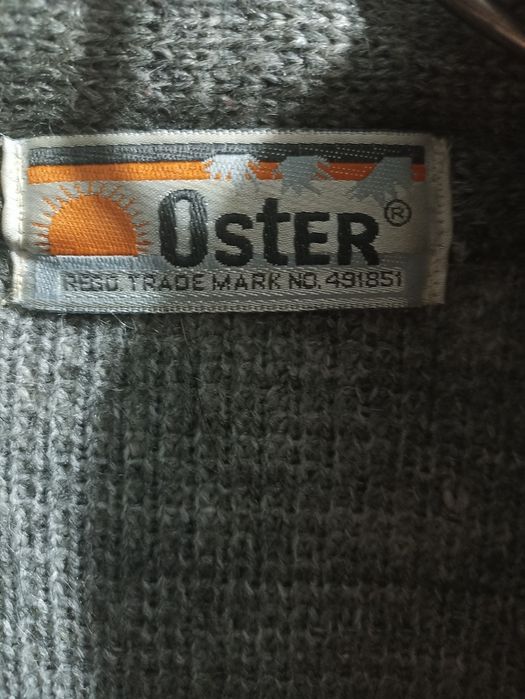 OstER®
REGD TRADE MARK NO. 491851